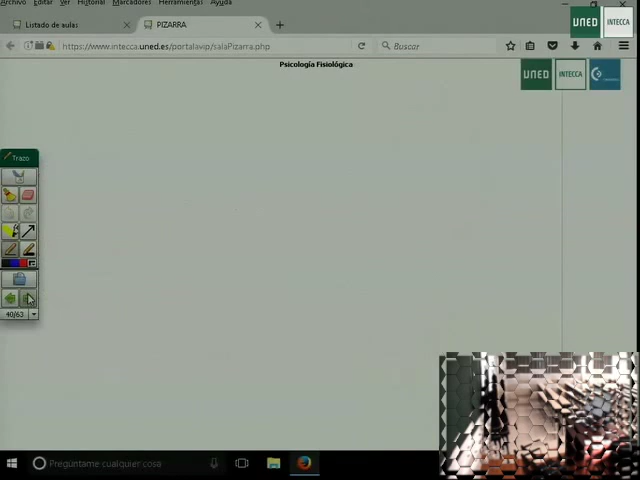 Archivo Editar Ver Historial Marcadores Herramientas Ayuda
Listado de aulas
PIZARRA
https://www.intecca.uned.es/portalavip/salaPizarra.php
Buscar
UNED
INTECCA
Psicología Fisiológica
UNED
INTECCA
Trazo
40/63
Pregúntame cualquier cosa